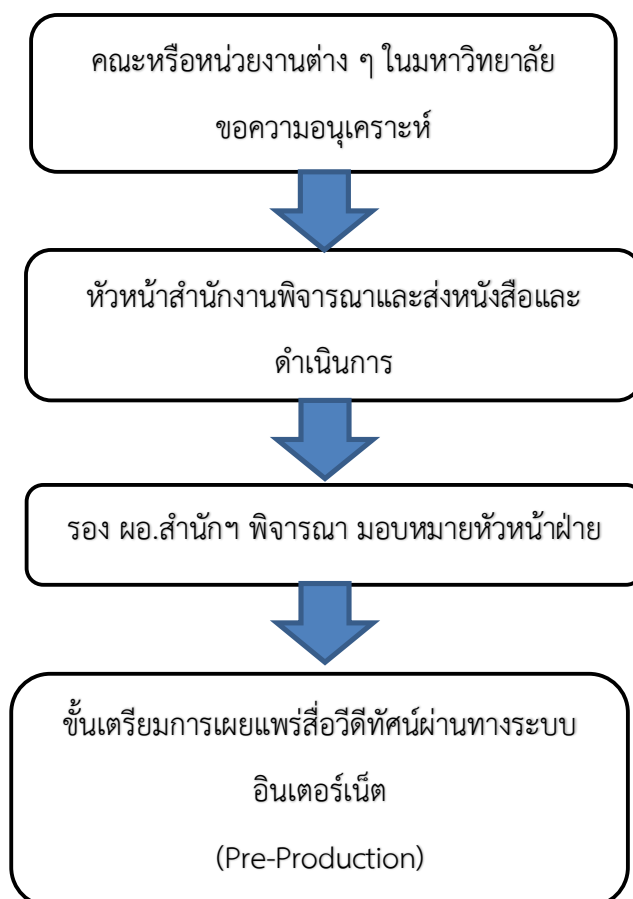 คณะหรือหน่วยงานต่าง ๆ ในมหาวิทยาลัย
ขอความอนุเคราะห์
หัวหน้าสำนักงานพิจารณาและส่งหนังสือและ
ดำเนินการ
รอง ผอ.สำนักฯ พิจารณา มอบหมายหัวหน้าฝ่าย
ขั้นเตรียมการเผยแพร่สื่อวีดีทัศน์ผ่านทางระบบ
อินเตอร์เน็ต
(Pre-Production)